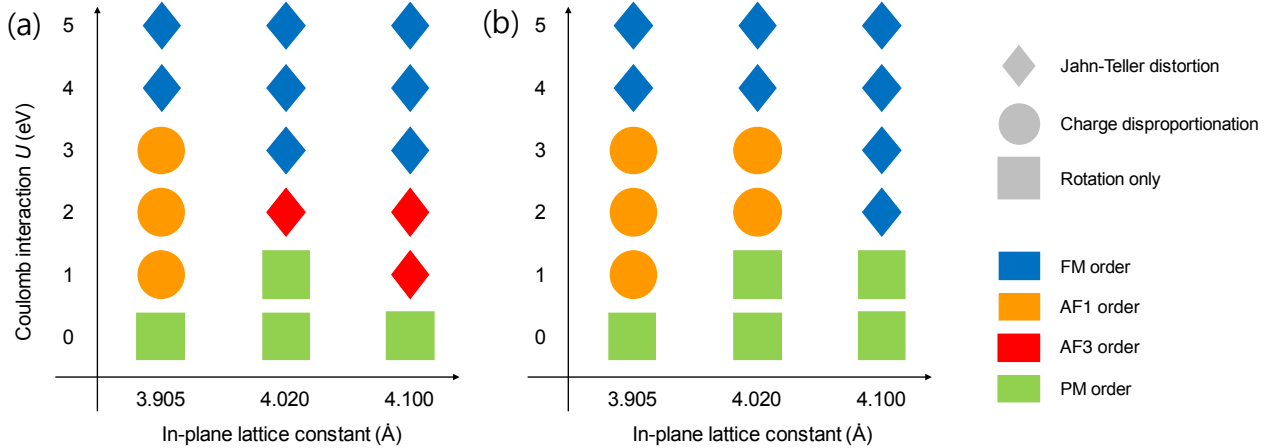 (a)
Coulomb interaction U (eV)
5
4
3
2
1
0
3.905 4.020 4.100
In-plane lattice constant (Å)
(b)
5
4
3
2
1
0
3.905 4.020 4.100
In-plane lattice constant (Å)
Jahn-Teller distortion
Charge disproportionation
Rotation only
FM order
AF1 order
AF3 order
PM order